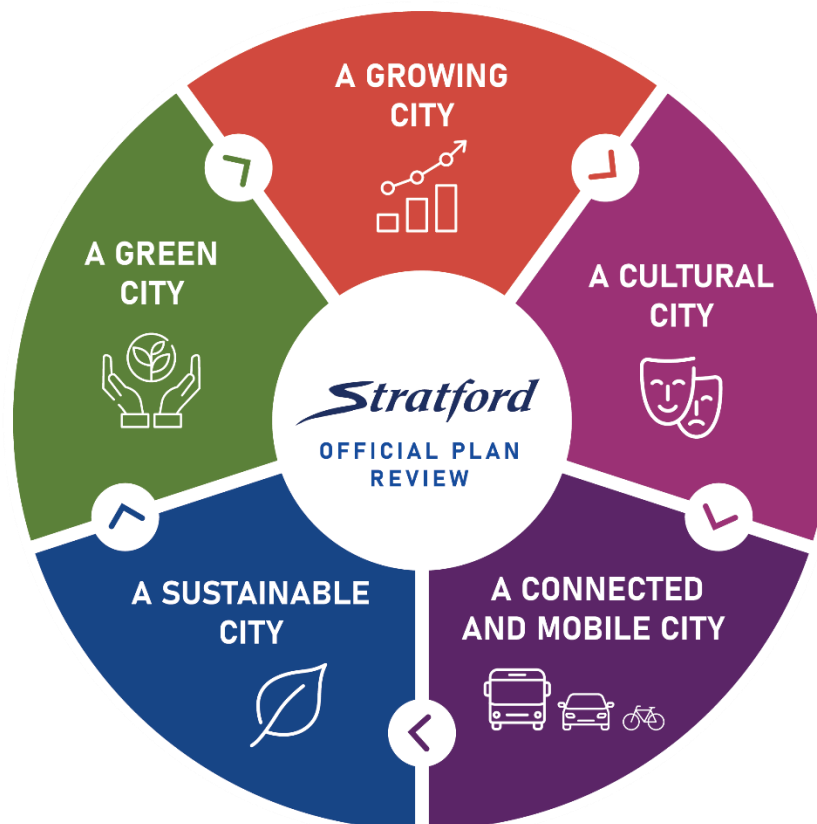 A GROWING
CITY
A GREEN
CITY
A CULTURAL
CITY
Stratford
OFFICIAL PLAN
REVIEW
A SUSTAINABLE
CITY
A CONNECTED
AND MOBILE CITY